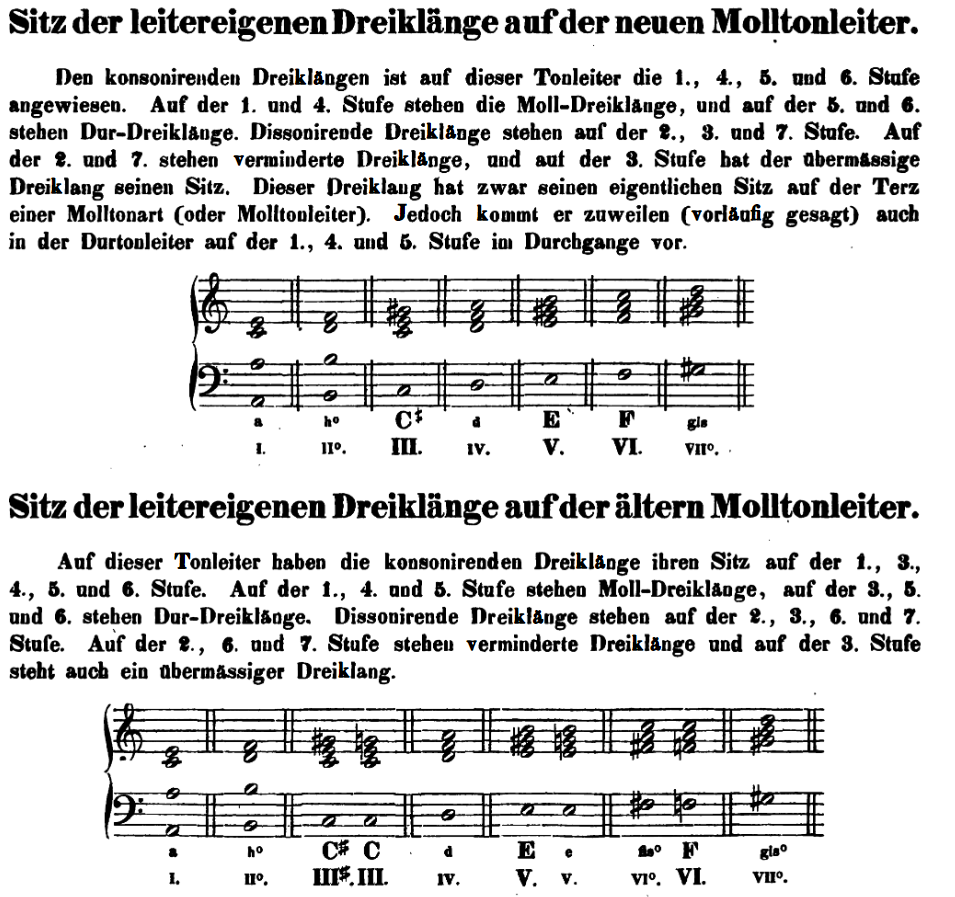 Sitz der leitereigenen Dreiklänge auf der neuen Molltonleiter.
Den konsonirenden Dreiklängen ist auf dieser Tonleiter die 1., 4., 5. und 6. Stufe
angewiesen. Auf der 1. und 4. Stufe stehen die Moll-Dreiklänge, und auf der 5. und 6.
stehen Dur-Dreiklänge. Dissonirende Dreiklänge stehen auf der 2., 3. und 7. Stufe. Auf
der 2. und 7. stehen verminderte Dreiklänge, und auf der 3. Stufe hat der übermässige
Dreiklang seinen Sitz. Dieser Dreiklang hat zwar seinen eigentlichen Sitz auf der Terz
einer Molltonart (oder Molltonleiter). Jedoch kommt er zuweilen (vorläufig gesagt) auch
in der Durtonleiter auf der 1., 4. und 5. Stufe im Durchgange vor.
a h° C♯ d E F gis
I. II°. III. IV. V. VI. VII°.
Sitz der leitereigenen Dreiklänge auf der ältern Molltonleiter.
Auf dieser Tonleiter haben die konsonirenden Dreiklänge ihren Sitz auf der 1., 3.,
4., 5. und 6. Stufe. Auf der 1., 4. und 5. Stufe stehen Moll-Dreiklänge, auf der 3., 5.
und 6. stehen Dur-Dreiklänge. Dissonirende Dreiklänge stehen auf der 2., 3., 6. und 7.
Stufe. Auf der 2., 6. und 7. Stufe stehen verminderte Dreiklänge und auf der 3. Stufe
steht auch ein übermässiger Dreiklang.
a h° C♯ C d E e fis° F gis°
I. II°. III♯. III. IV. V. V. VI°. VI. VII°.